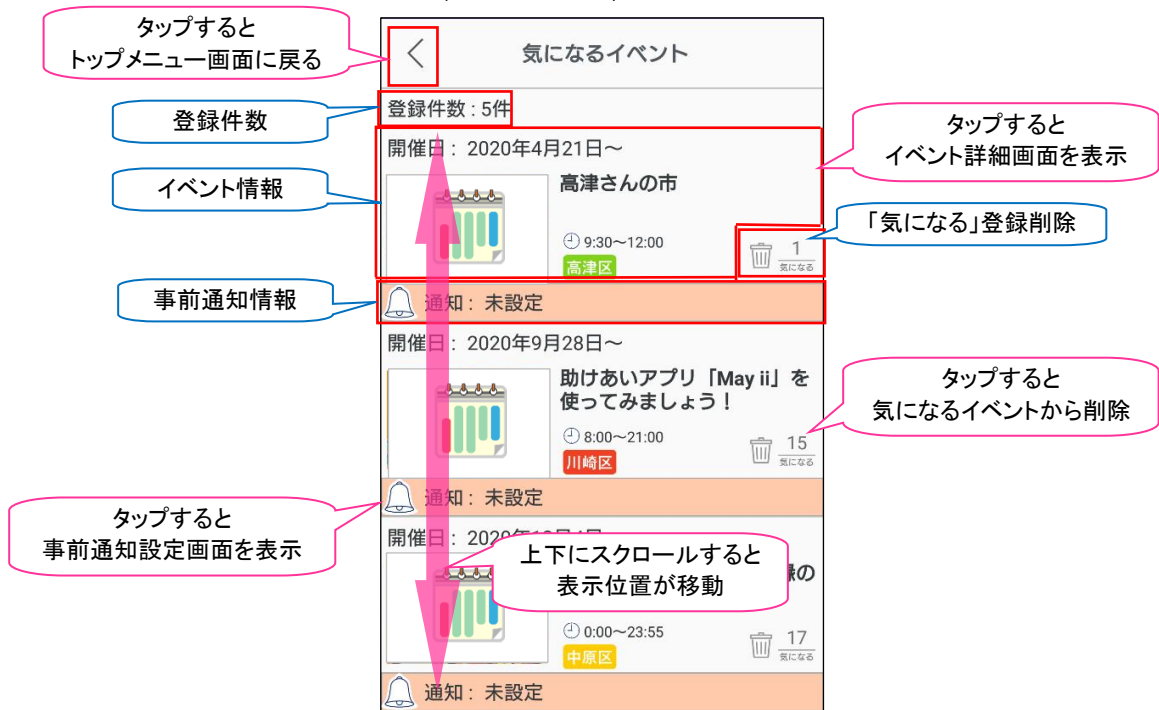 タップすると
トップメニュー画面に戻る
気になるイベント
登録件数
登録件数 : 5件
タップすると
イベント詳細画面を表示
開催日 : 2020年4月21日～
イベント情報
高津さんの市
9:30～12:00
高津区
1
気になる
「気になる」登録削除
事前通知情報
通知 : 未設定
開催日 : 2020年9月28日～
助けあいアプリ「May ii」を
使ってみましょう！
8:00～21:00
川崎区
15
気になる
タップすると
気になるイベントから削除
通知 : 未設定
タップすると
事前通知設定画面を表示
開催日 : 202
上下にスクロールすると
表示位置が移動
の
0:00～23:55
中原区
17
気になる
通知 : 未設定